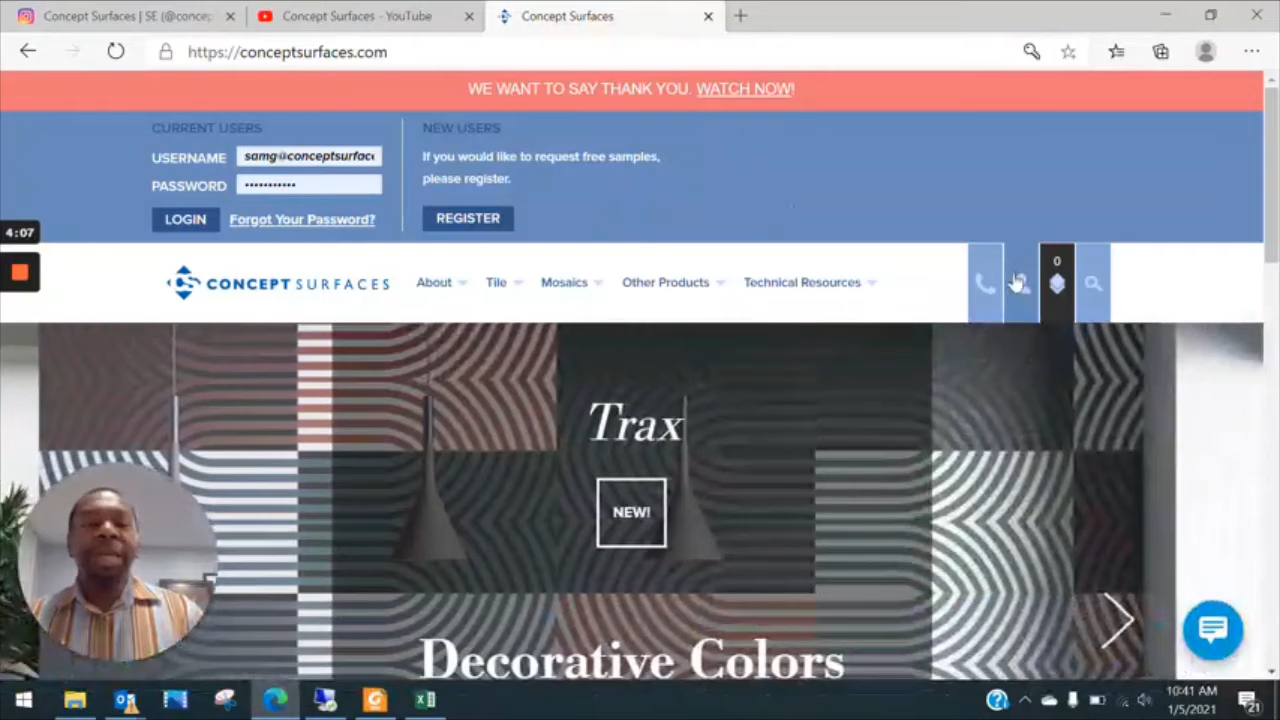 Concept Surfaces | SE (@concep
Concept Surfaces - YouTube
Concept Surfaces
https://conceptsurfaces.com
WE WANT TO SAY THANK YOU. WATCH NOW!
CURRENT USERS
NEW USERS
USERNAME
samg@conceptsurfac
If you would like to request free samples,
please register.
PASSWORD
LOGIN
Forgot Your Password?
REGISTER
4:07
CONCEPT SURFACES
About
Tile
Mosaics
Other Products
Technical Resources
0
Trax
NEW!
Decorative Colors
10:41 AM
1/5/2021
21